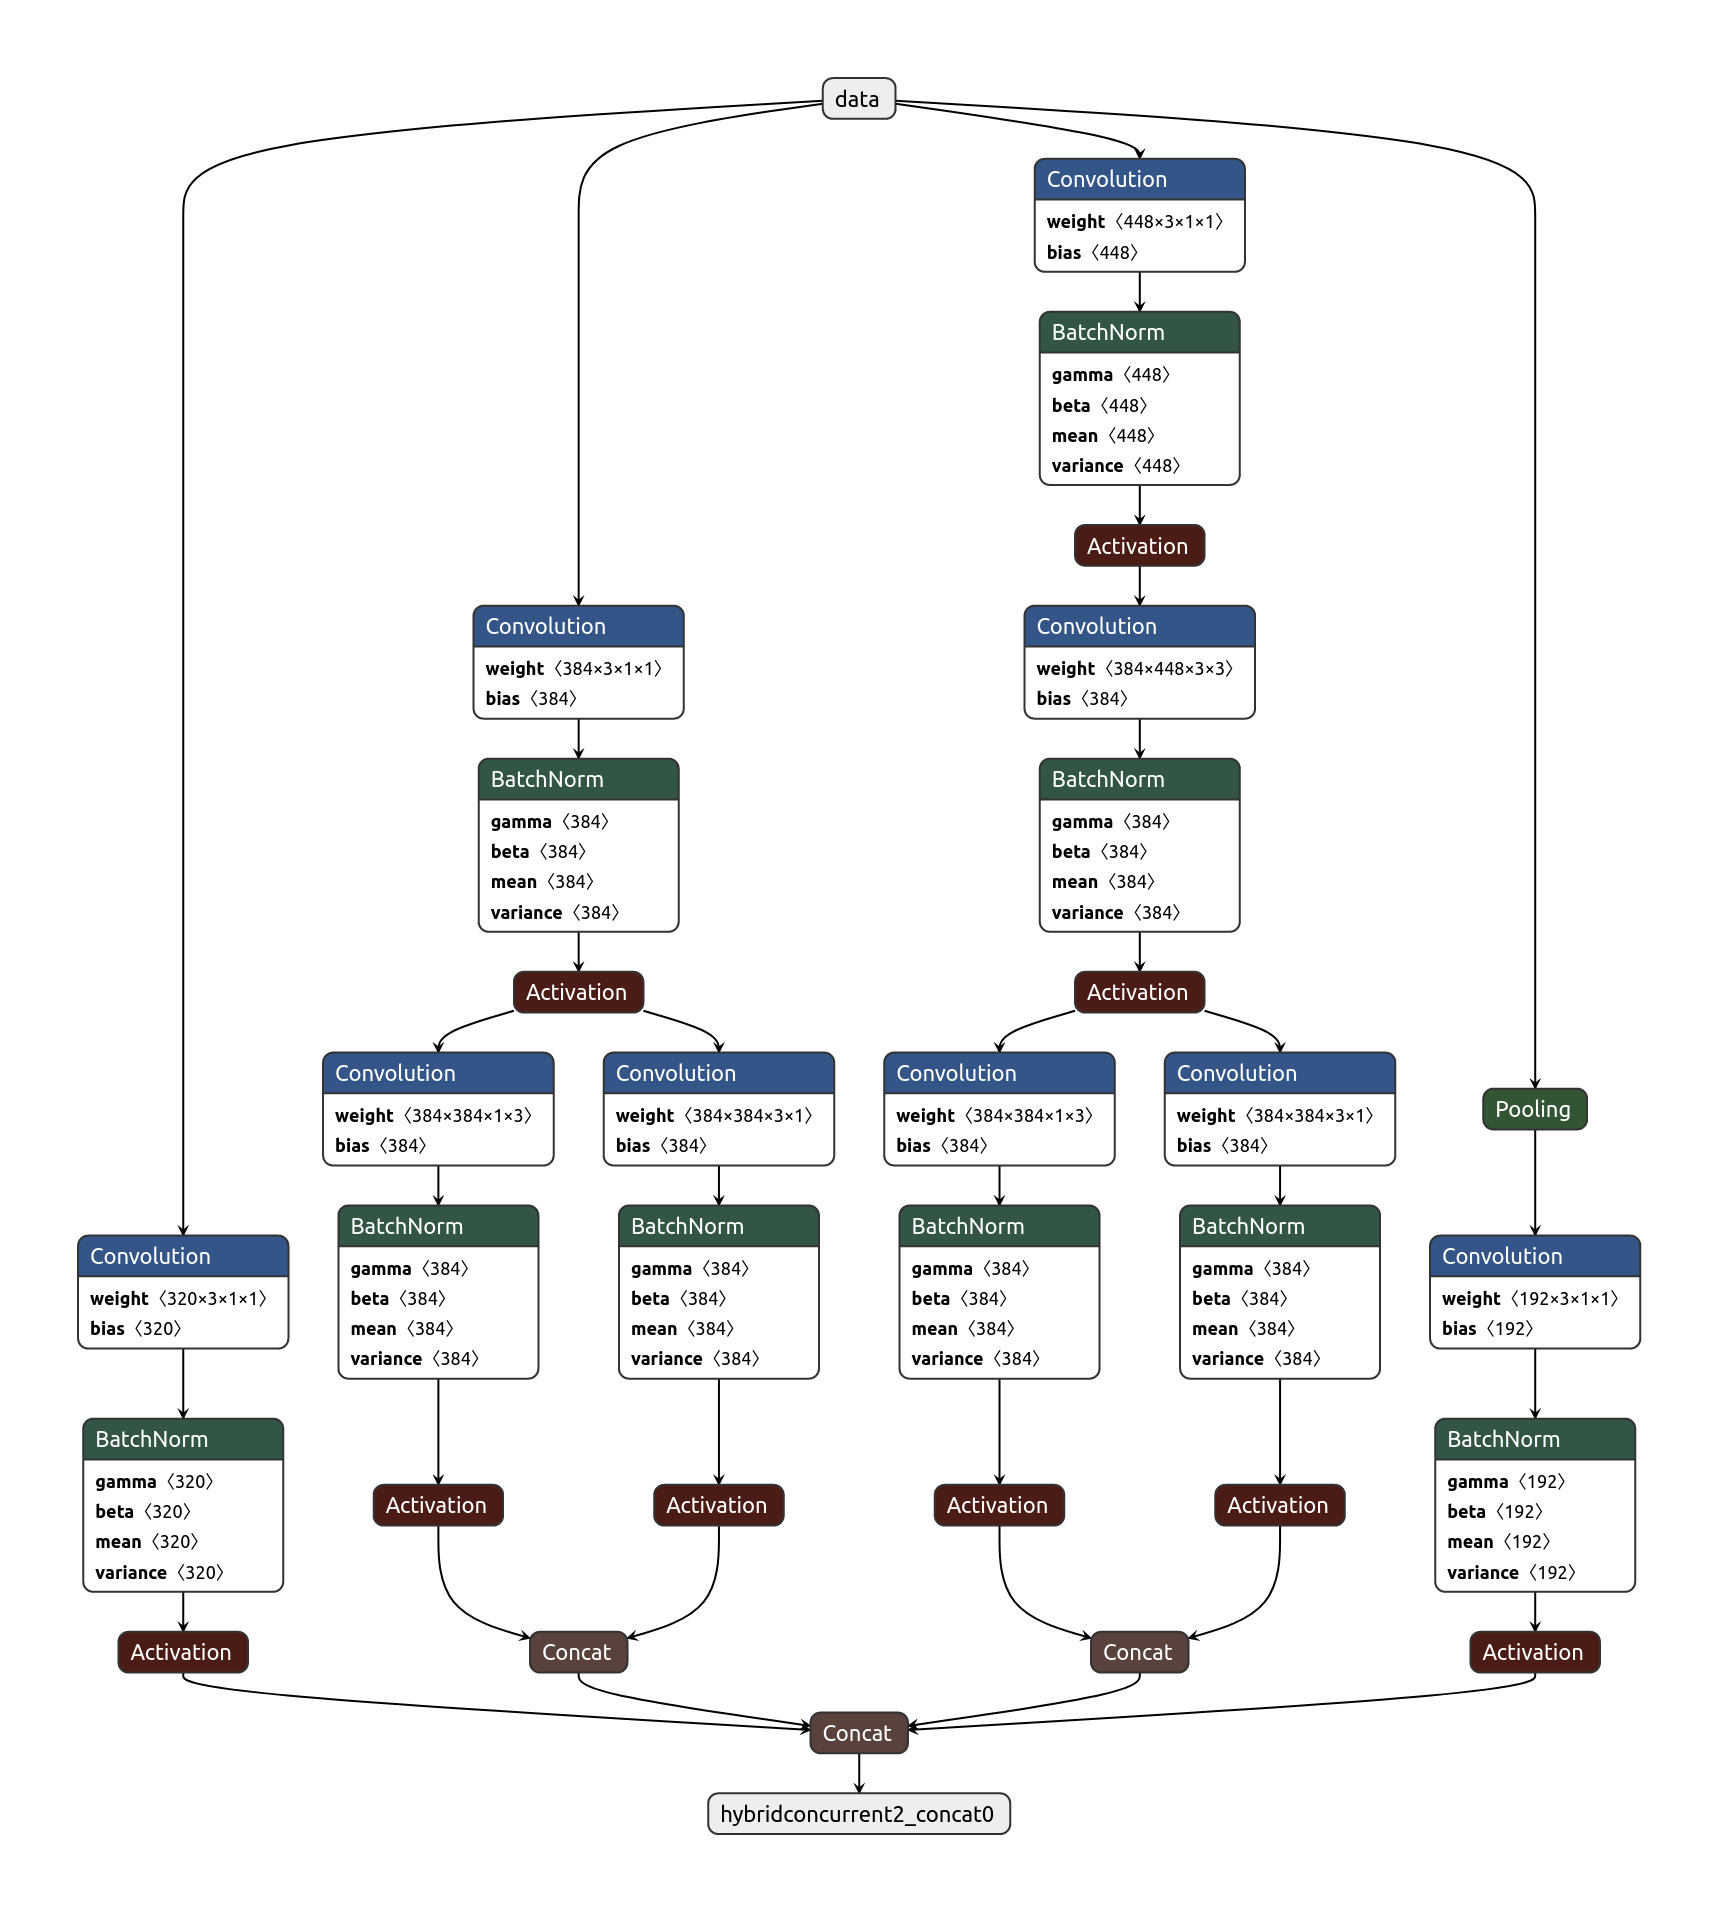 data
Convolution
weight 〈448×3×1×1〉
bias 〈448〉
BatchNorm
gamma 〈448〉
beta 〈448〉
mean 〈448〉
variance 〈448〉
Activation
Convolution
weight 〈384×3×1×1〉
bias 〈384〉
Convolution
weight 〈384×448×3×3〉
bias 〈384〉
BatchNorm
gamma 〈384〉
beta 〈384〉
mean 〈384〉
variance 〈384〉
BatchNorm
gamma 〈384〉
beta 〈384〉
mean 〈384〉
variance 〈384〉
Activation
Activation
Convolution
weight 〈384×384×1×3〉
bias 〈384〉
Convolution
weight 〈384×384×3×1〉
bias 〈384〉
Convolution
weight 〈384×384×1×3〉
bias 〈384〉
Convolution
weight 〈384×384×3×1〉
bias 〈384〉
Pooling
Convolution
weight 〈320×3×1×1〉
bias 〈320〉
BatchNorm
gamma 〈384〉
beta 〈384〉
mean 〈384〉
variance 〈384〉
BatchNorm
gamma 〈384〉
beta 〈384〉
mean 〈384〉
variance 〈384〉
BatchNorm
gamma 〈384〉
beta 〈384〉
mean 〈384〉
variance 〈384〉
BatchNorm
gamma 〈384〉
beta 〈384〉
mean 〈384〉
variance 〈384〉
Convolution
weight 〈192×3×1×1〉
bias 〈192〉
BatchNorm
gamma 〈320〉
beta 〈320〉
mean 〈320〉
variance 〈320〉
Activation
Activation
Activation
Activation
BatchNorm
gamma 〈192〉
beta 〈192〉
mean 〈192〉
variance 〈192〉
Activation
Concat
Concat
Activation
Concat
hybridconcurrent2_concat0